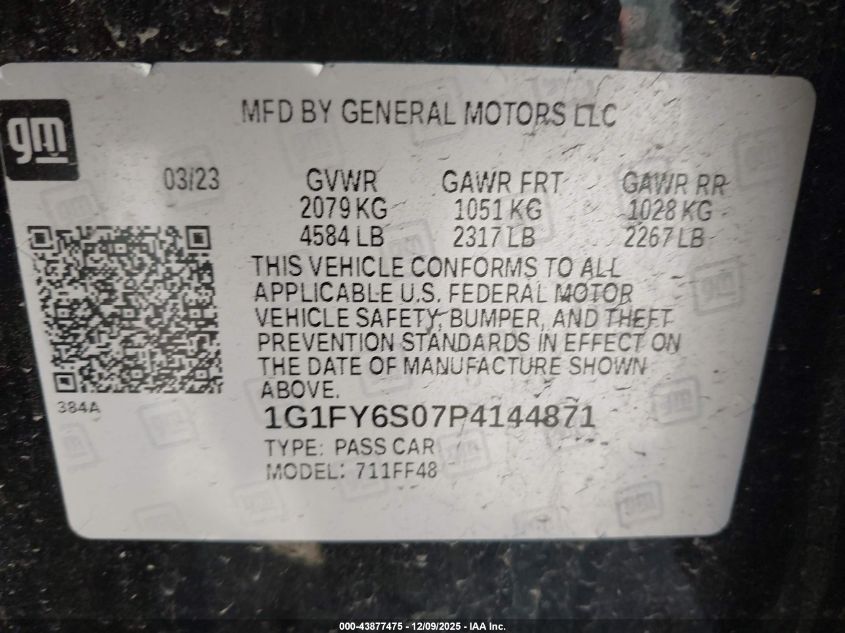 MFD BY GENERAL MOTORS LLC
gm
03/23 GVWR GAWR FRT GAWR RR
2079 KG 1051 KG 1028 KG
4584 LB 2317 LB 2267 LB
THIS VEHICLE CONFORMS TO ALL
APPLICABLE U.S. FEDERAL MOTOR
VEHICLE SAFETY, BUMPER, AND THEFT
PREVENTION STANDARDS IN EFFECT ON
THE DATE OF MANUFACTURE SHOWN
ABOVE.
384A
1G1FY6S07P4144871
TYPE: PASS CAR
MODEL: 711FF48
000-43877475 - 12/09/2025 - IAA Inc.